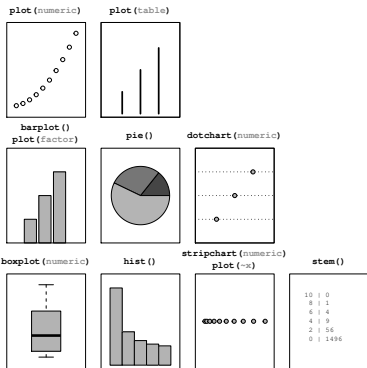 plot(numeric)
plot(table)
barplot()
plot(factor)
pie()
dotchart(numeric)
boxplot(numeric)
hist()
stripchart(numeric)
plot(~x)
stem()
10 | 0
8 | 1
6 | 4
4 | 9
2 | 56
0 | 1496